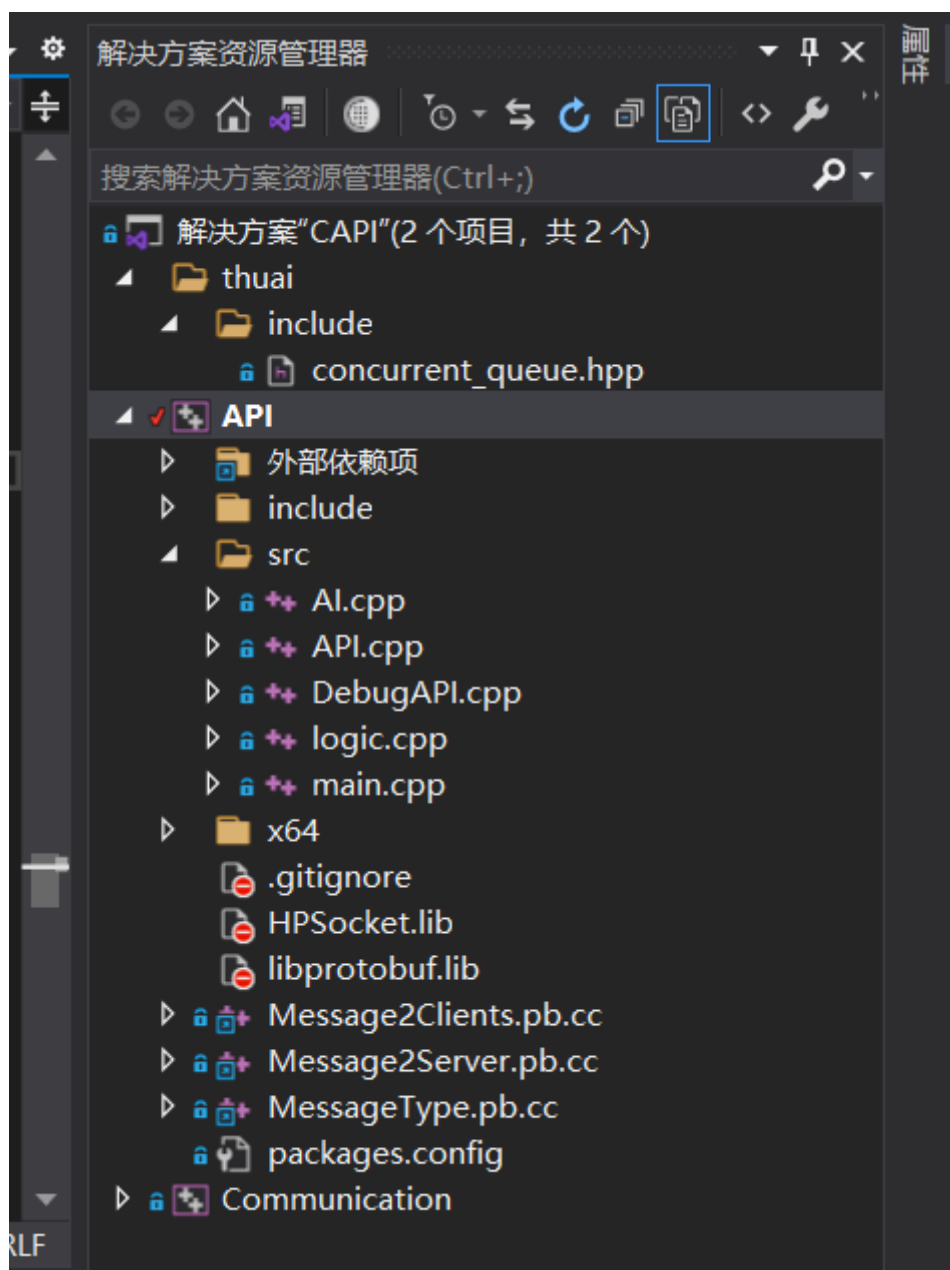 解决方案资源管理器
属性
搜索解决方案资源管理器(Ctrl+;)
解决方案"CAPI"(2 个项目，共 2 个)
thuai
include
concurrent_queue.hpp
API
外部依赖项
include
src
AI.cpp
API.cpp
DebugAPI.cpp
logic.cpp
main.cpp
x64
.gitignore
HPSocket.lib
libprotobuf.lib
Message2Clients.pb.cc
Message2Server.pb.cc
MessageType.pb.cc
packages.config
Communication
RLF